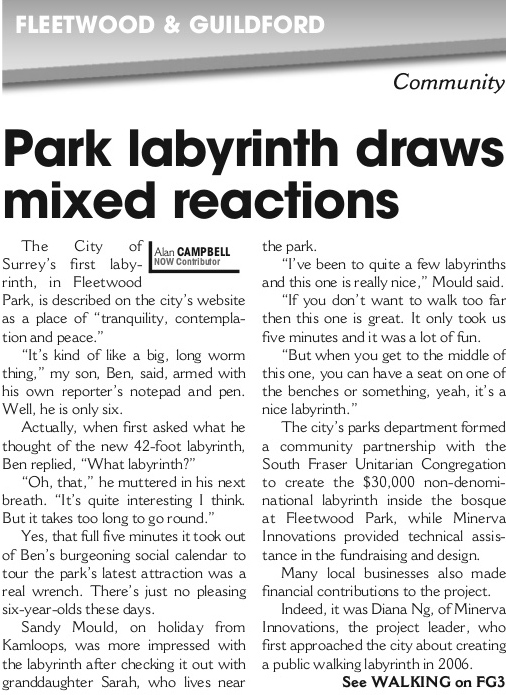 FLEETWOOD & GUILDFORD
Community
Park labyrinth draws
mixed reactions
Alan CAMPBELL
NOW Contributor
The City of
Surrey's first laby-
rinth, in Fleetwood
Park, is described on the city's website
as a place of "tranquility, contempla-
tion and peace."
"It's kind of like a big, long worm
thing," my son, Ben, said, armed with
his own reporter's notepad and pen.
Well, he is only six.
Actually, when first asked what he
thought of the new 42-foot labyrinth,
Ben replied, "What labyrinth?"
"Oh, that," he muttered in his next
breath. "It's quite interesting I think.
But it takes too long to go round."
Yes, that full five minutes it took out
of Ben's burgeoning social calendar to
tour the park's latest attraction was a
real wrench. There's just no pleasing
six-year-olds these days.
Sandy Mould, on holiday from
Kamloops, was more impressed with
the labyrinth after checking it out with
granddaughter Sarah, who lives near
the park.
"I've been to quite a few labyrinths
and this one is really nice," Mould said.
"If you don't want to walk too far
then this one is great. It only took us
five minutes and it was a lot of fun.
"But when you get to the middle of
this one, you can have a seat on one of
the benches or something, yeah, it's a
nice labyrinth."
The city's parks department formed
a community partnership with the
South Fraser Unitarian Congregation
to create the $30,000 non-denomi-
national labyrinth inside the bosque
at Fleetwood Park, while Minerva
Innovations provided technical assis-
tance in the fundraising and design.
Many local businesses also made
financial contributions to the project.
Indeed, it was Diana Ng, of Minerva
Innovations, the project leader, who
first approached the city about creating
a public walking labyrinth in 2006.
See WALKING on FG3